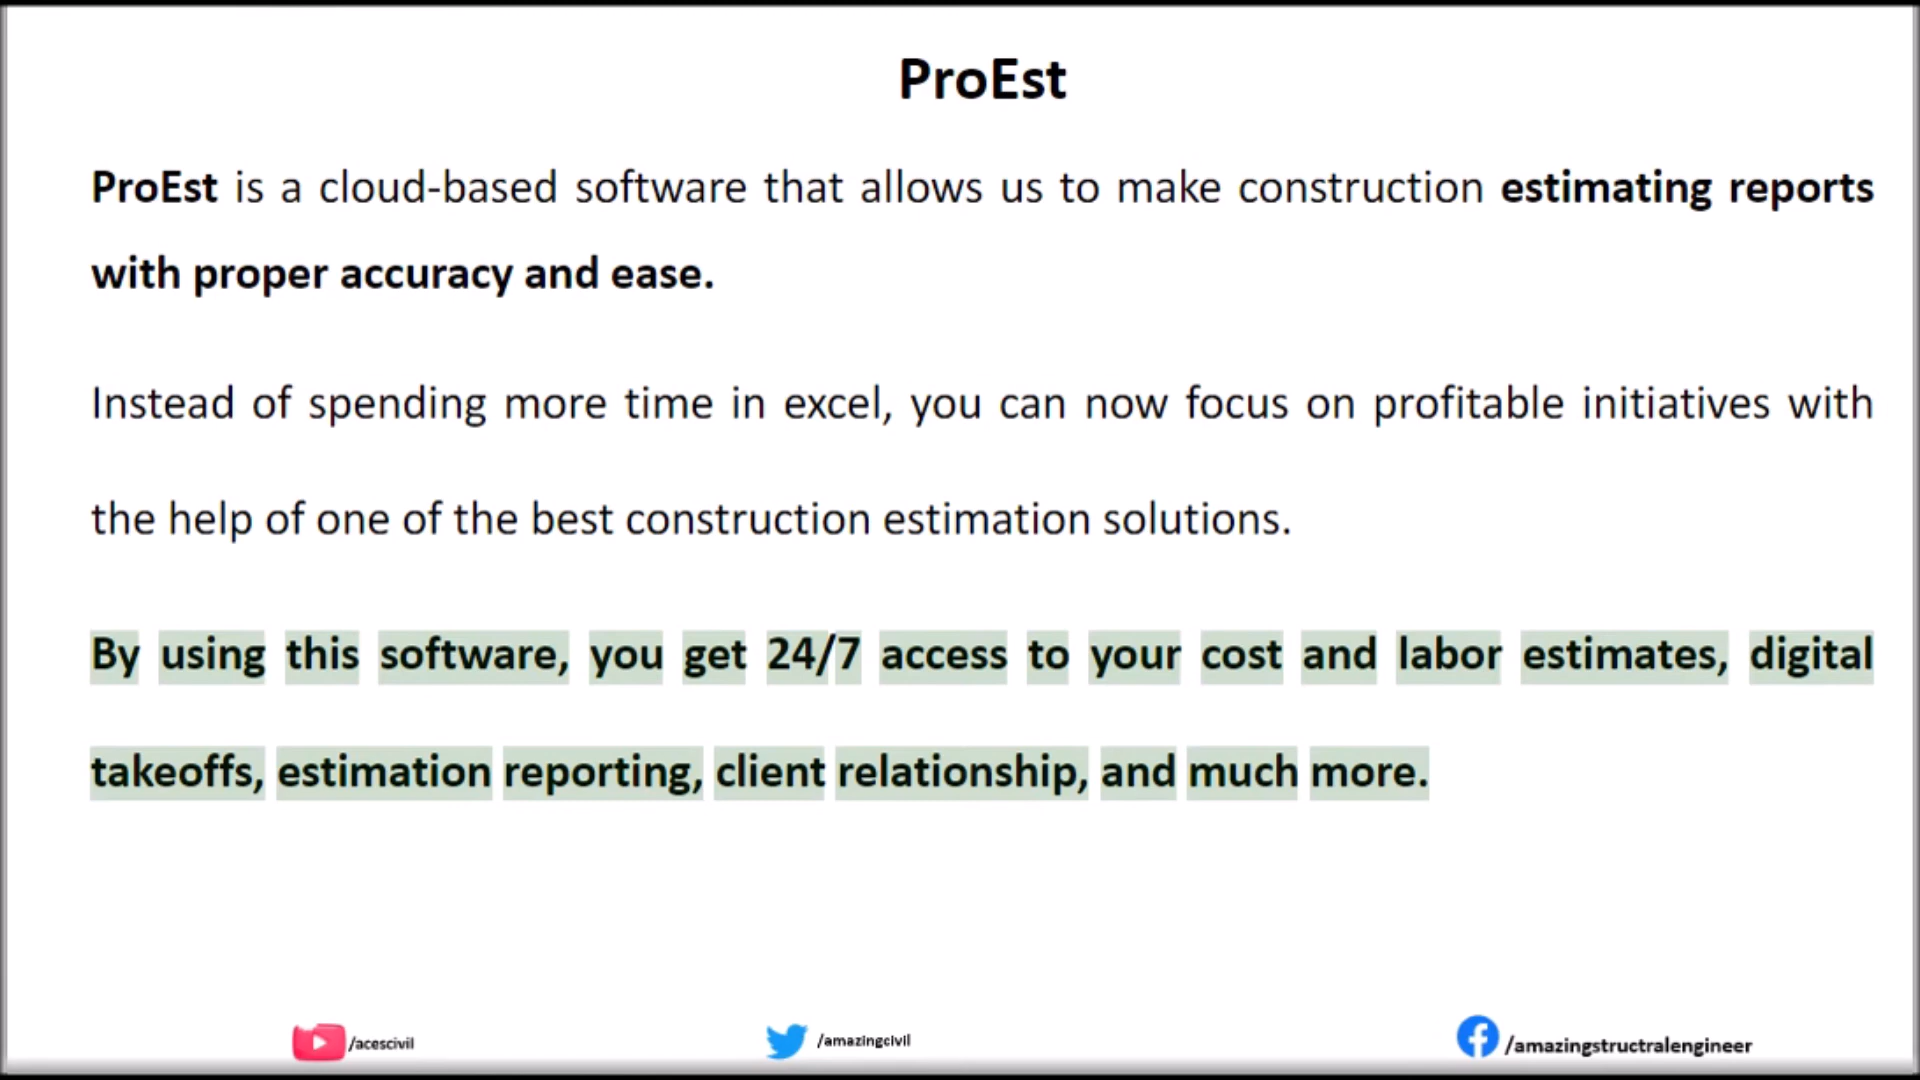 ProEst
ProEst is a cloud-based software that allows us to make construction estimating reports
with proper accuracy and ease.
Instead of spending more time in excel, you can now focus on profitable initiatives with
the help of one of the best construction estimation solutions.
By using this software, you get 24/7 access to your cost and labor estimates, digital
takeoffs, estimation reporting, client relationship, and much more.
/acescivil /amazingcivil /amazingstructralengineer